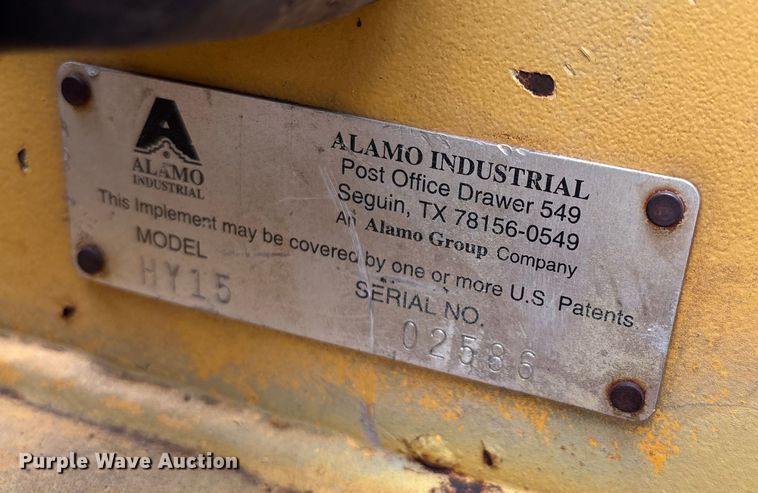 ALAMO
INDUSTRIAL
ALAMO INDUSTRIAL
Post Office Drawer 549
Seguin, TX 78156-0549
An Alamo Group Company
This Implement may be covered by one or more U.S. Patents.
MODEL
HY15
SERIAL NO.
02586
Purple Wave Auction